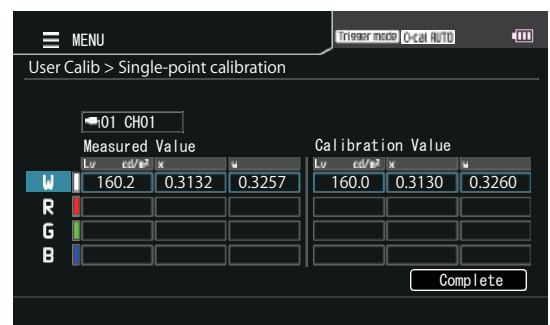 MENU
Trigger mode 0-cal AUTO
User Calib > Single-point calibration
01 CH01
Measured Value Calibration Value
Lv cd/m² x y Lv cd/m² x y
W 160.2 0.3132 0.3257 160.0 0.3130 0.3260
R
G
B
Complete